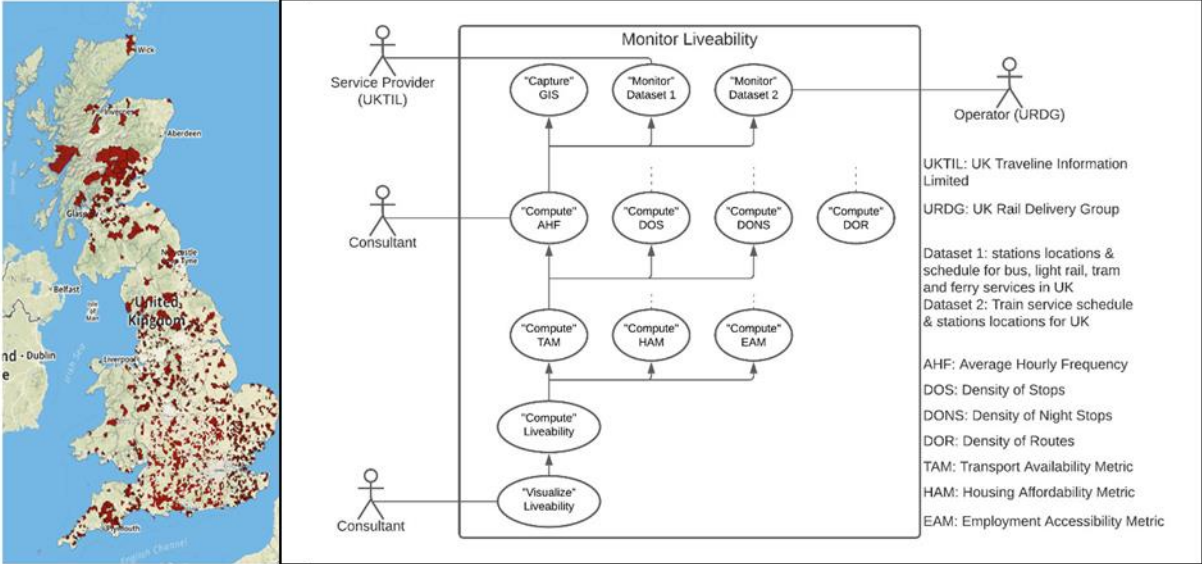 Wick
Inverness
Aberdeen
Glasgow
Newcastle
Tyne
Belfast
Isle
of
Man
United
Kingdom
nd - Dublin
e
Irish Sea
Liverpool
Plymouth
English Channel
Monitor Liveability
Service Provider
(UKTIL)
"Capture"
GIS
"Monitor"
Dataset 1
"Monitor"
Dataset 2
Operator (URDG)
Consultant
"Compute"
AHF
"Compute"
DOS
"Compute"
DONS
"Compute"
DOR
"Compute"
TAM
"Compute"
HAM
"Compute"
EAM
"Compute"
Liveability
Consultant
"Visualize"
Liveability
UKTIL: UK Traveline Information
Limited
URDG: UK Rail Delivery Group
Dataset 1: stations locations &
schedule for bus, light rail, tram
and ferry services in UK
Dataset 2: Train service schedule
& stations locations for UK
AHF: Average Hourly Frequency
DOS: Density of Stops
DONS: Density of Night Stops
DOR: Density of Routes
TAM: Transport Availability Metric
HAM: Housing Affordability Metric
EAM: Employment Accessibility Metric